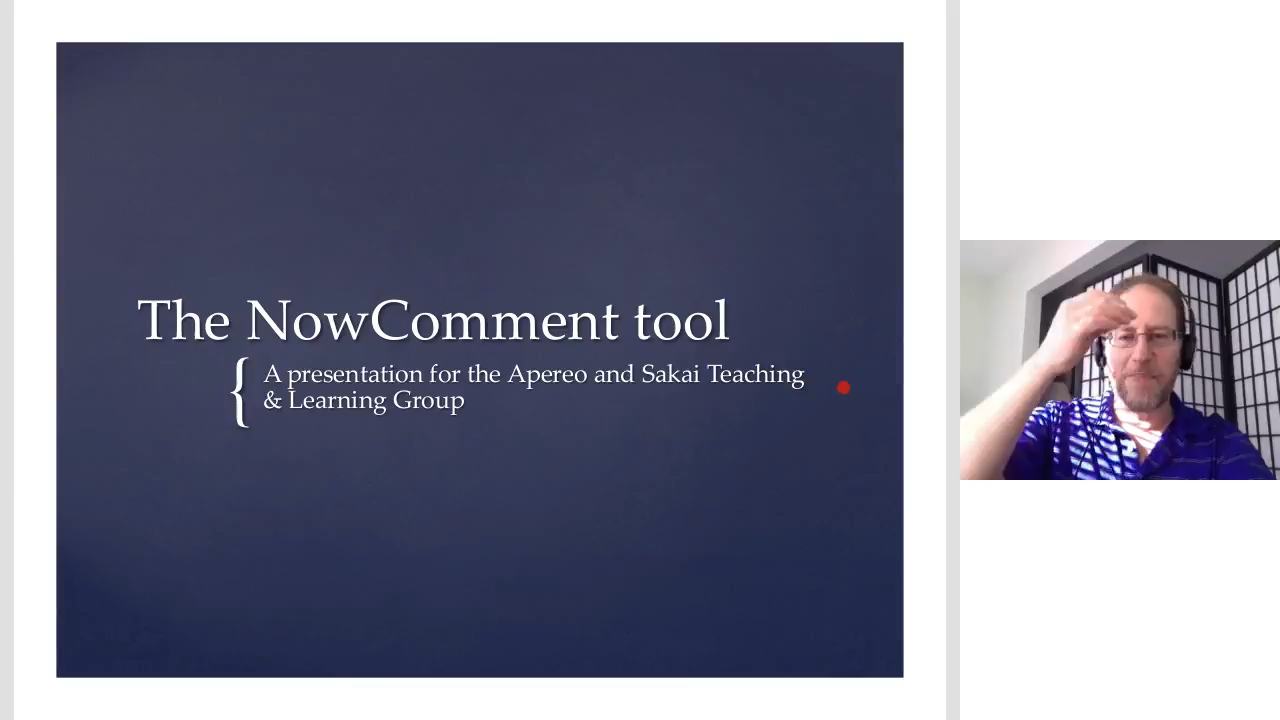 The NowComment tool
A presentation for the Apereo and Sakai Teaching
& Learning Group